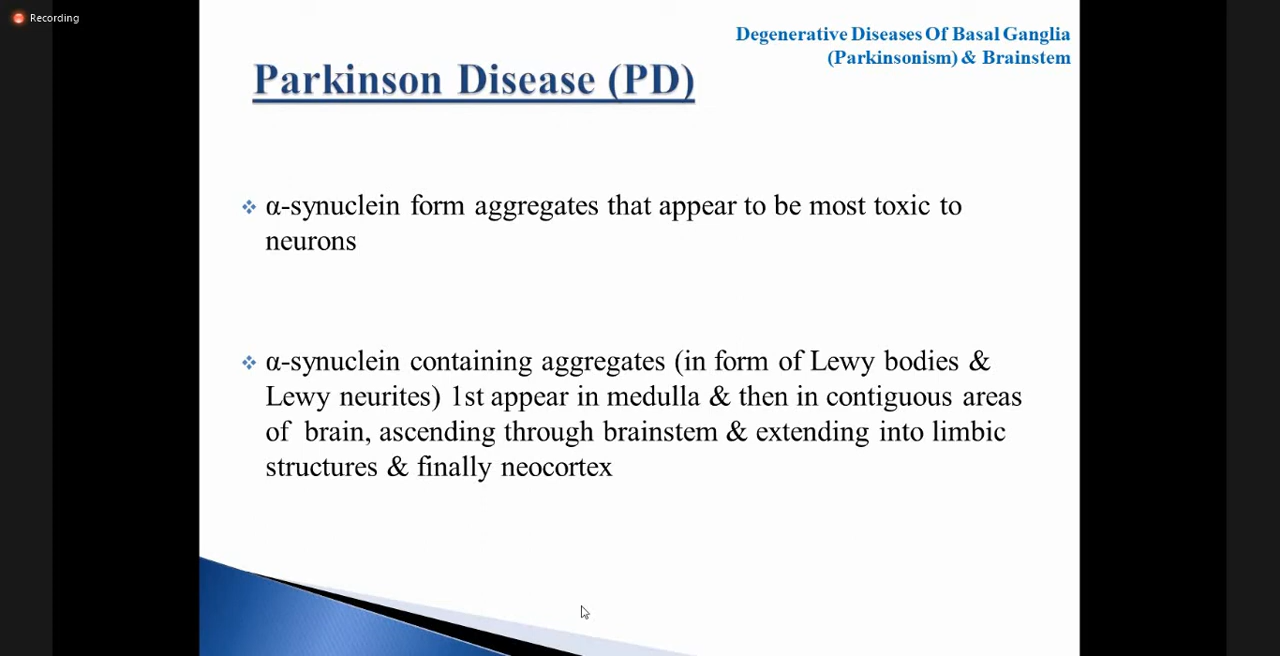 Recording
Degenerative Diseases Of Basal Ganglia
(Parkinsonism) & Brainstem
Parkinson Disease (PD)
α-synuclein form aggregates that appear to be most toxic to
neurons
α-synuclein containing aggregates (in form of Lewy bodies &
Lewy neurites) 1st appear in medulla & then in contiguous areas
of brain, ascending through brainstem & extending into limbic
structures & finally neocortex